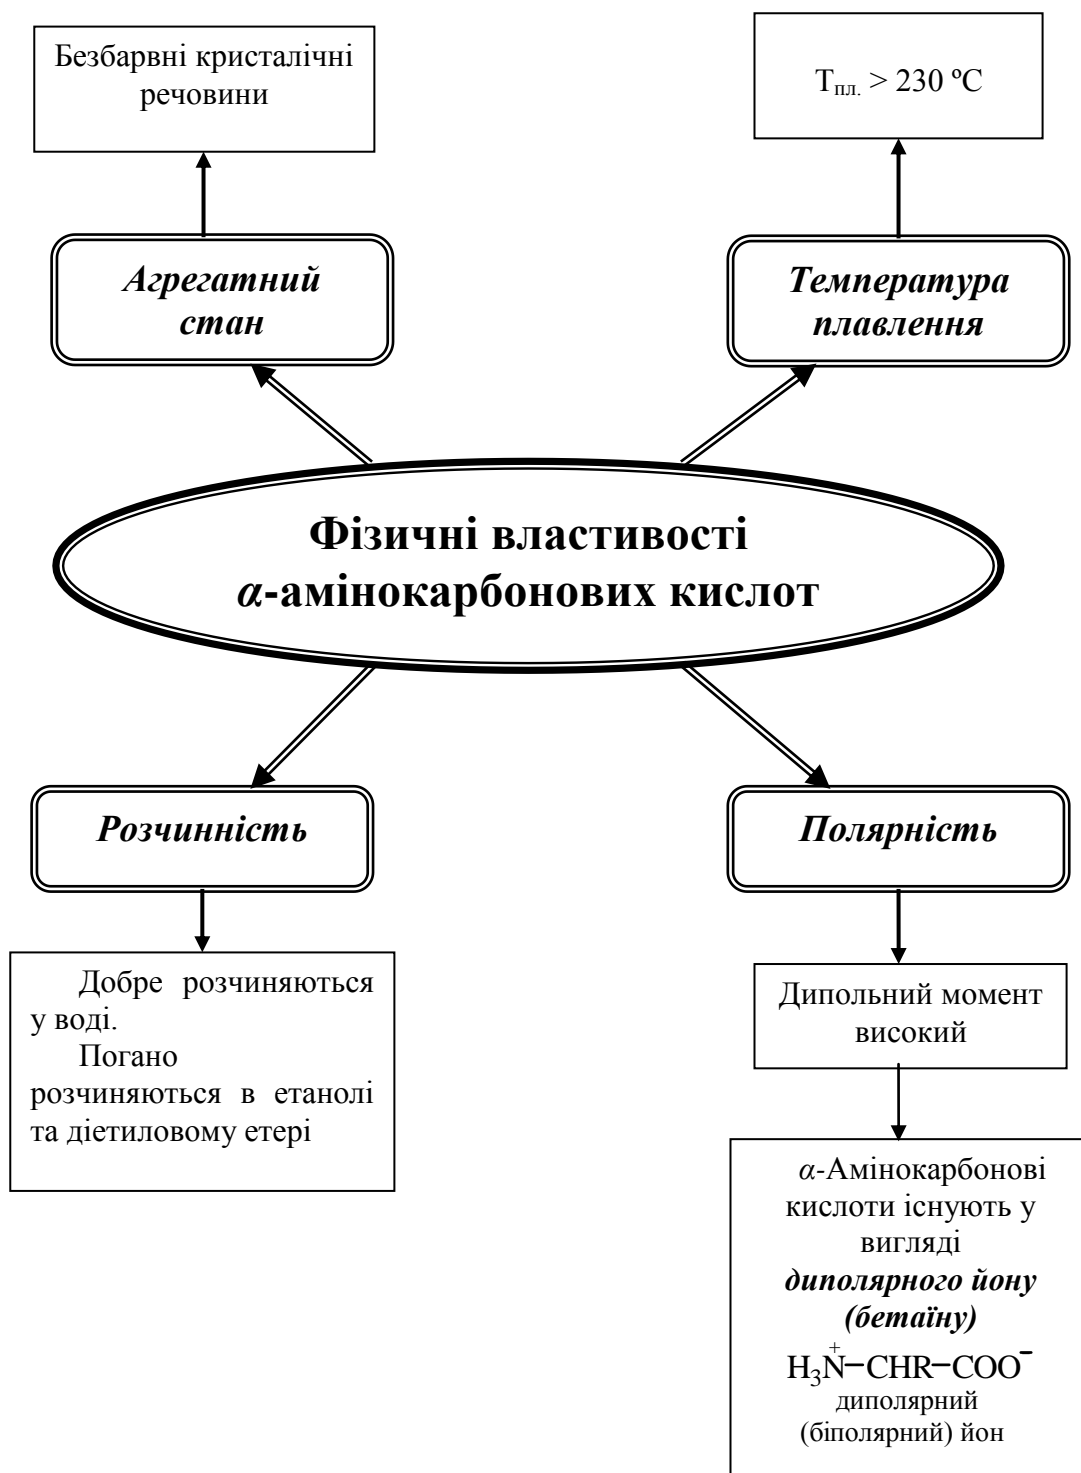 Безбарвні кристалічні
речовини
Tпл. > 230 ºС
Агрегатний
стан
Температура
плавлення
Фізичні властивості
α-амінокарбонових кислот
Розчинність
Полярність
Добре розчиняються
у воді.
Погано
розчиняються в етанолі
та діетиловому етері
Дипольний момент
високий
α-Амінокарбонові
кислоти існують у
вигляді
диполярного йону
(бетаїну)
H₃N⁺–CHR–COO⁻
диполярний
(біполярний) йон